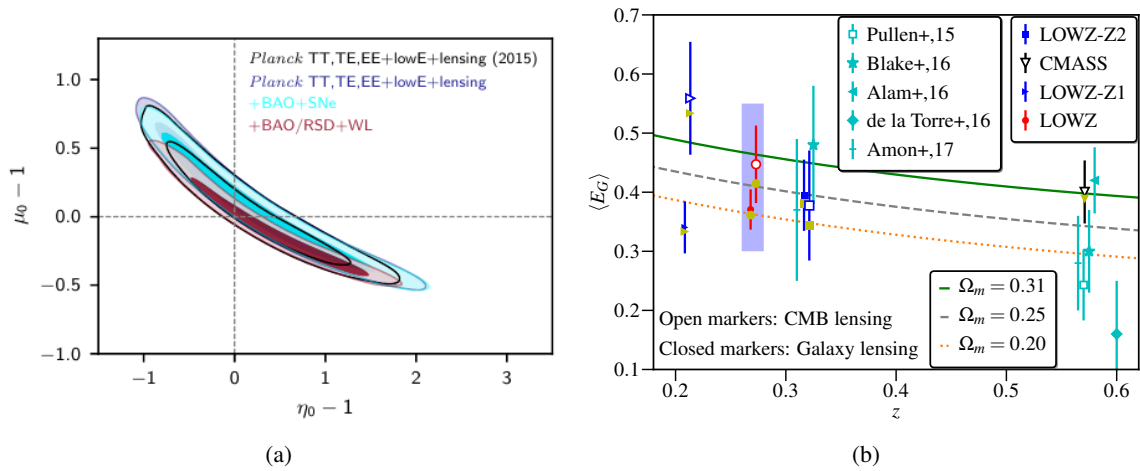 Planck TT,TE,EE+lowE+lensing (2015)
Planck TT,TE,EE+lowE+lensing
+BAO+SNe
+BAO/RSD+WL
1.0
0.5
0.0
−0.5
−1.0
μ₀ − 1
−1
0
1
2
3
η₀ − 1
(a)
0.7
0.6
0.5
0.4
0.3
0.2
0.1
⟨E_G⟩
Pullen+,15
Blake+,16
Alam+,16
de la Torre+,16
Amon+,17
LOWZ-Z2
CMASS
LOWZ-Z1
LOWZ
Open markers: CMB lensing
Closed markers: Galaxy lensing
Ωₘ = 0.31
Ωₘ = 0.25
Ωₘ = 0.20
0.2
0.3
0.4
0.5
0.6
z
(b)